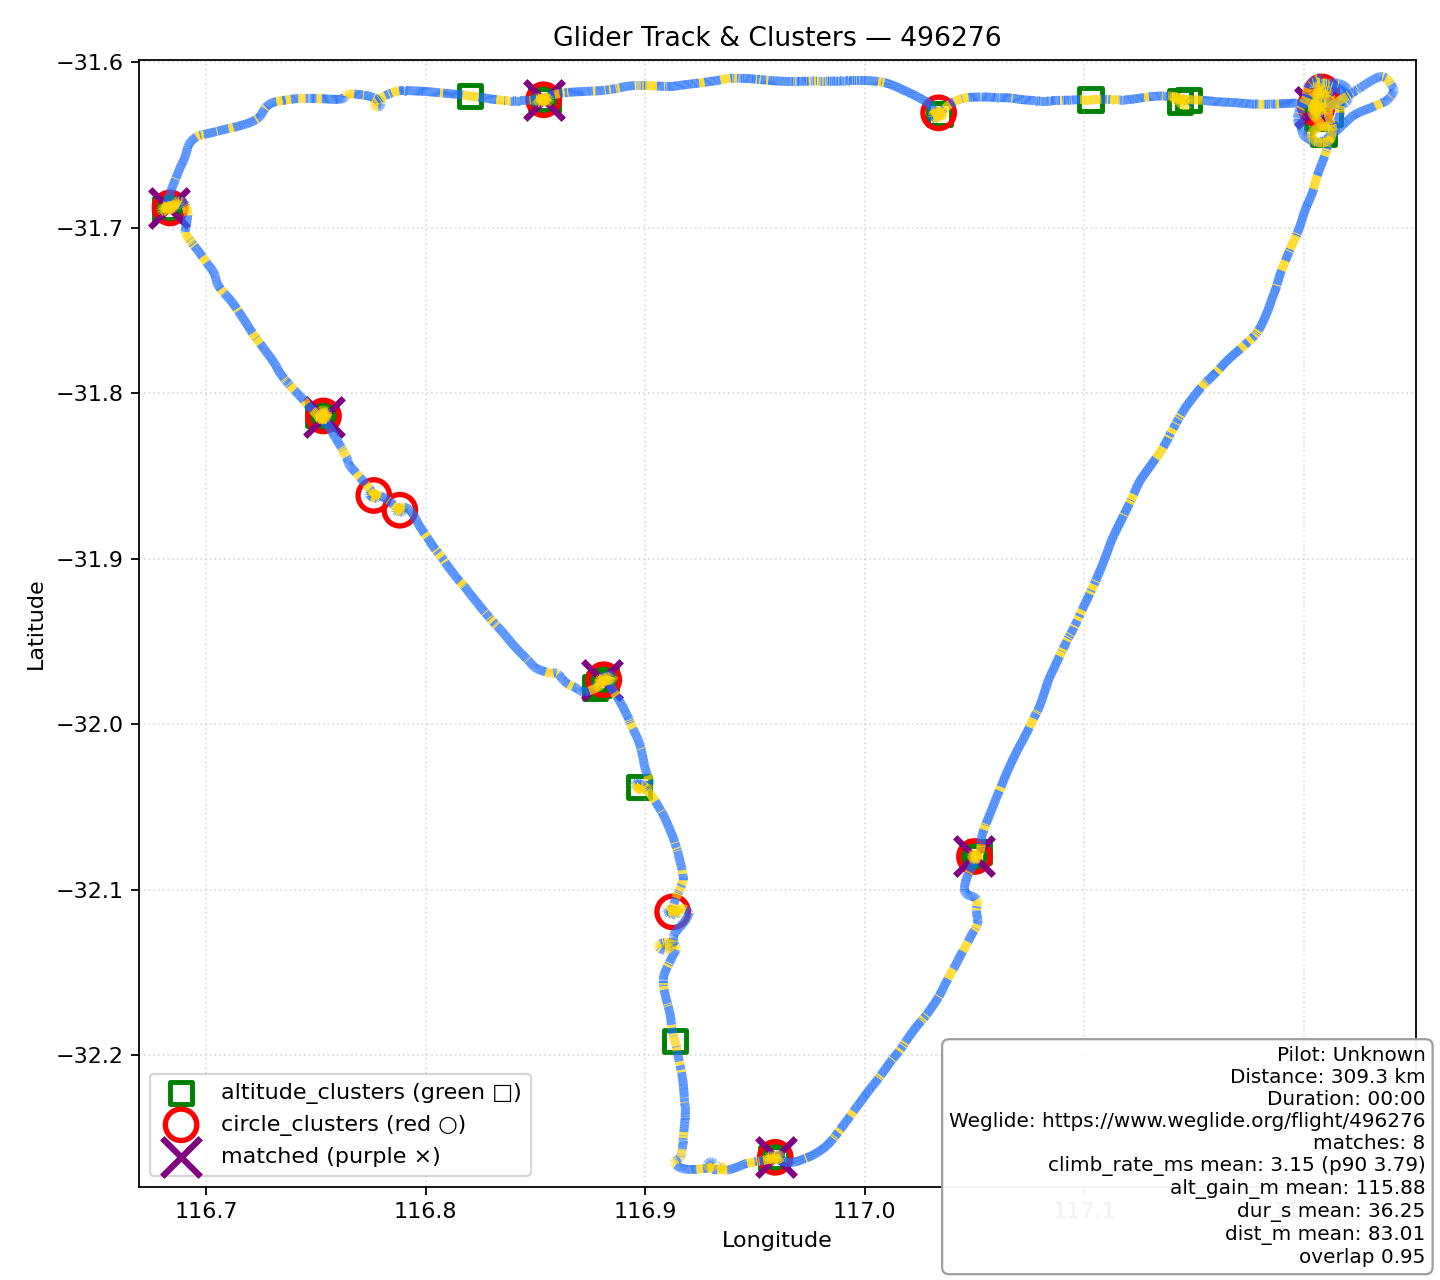 Glider Track & Clusters — 496276
−31.6
−31.7
−31.8
−31.9
−32.0
−32.1
−32.2
Latitude
116.7
116.8
116.9
117.0
117.1
Longitude
altitude_clusters (green □)
circle_clusters (red ○)
matched (purple ×)
Pilot: Unknown
Distance: 309.3 km
Duration: 00:00
Weglide: https://www.weglide.org/flight/496276
matches: 8
climb_rate_ms mean: 3.15 (p90 3.79)
alt_gain_m mean: 115.88
dur_s mean: 36.25
dist_m mean: 83.01
overlap 0.95